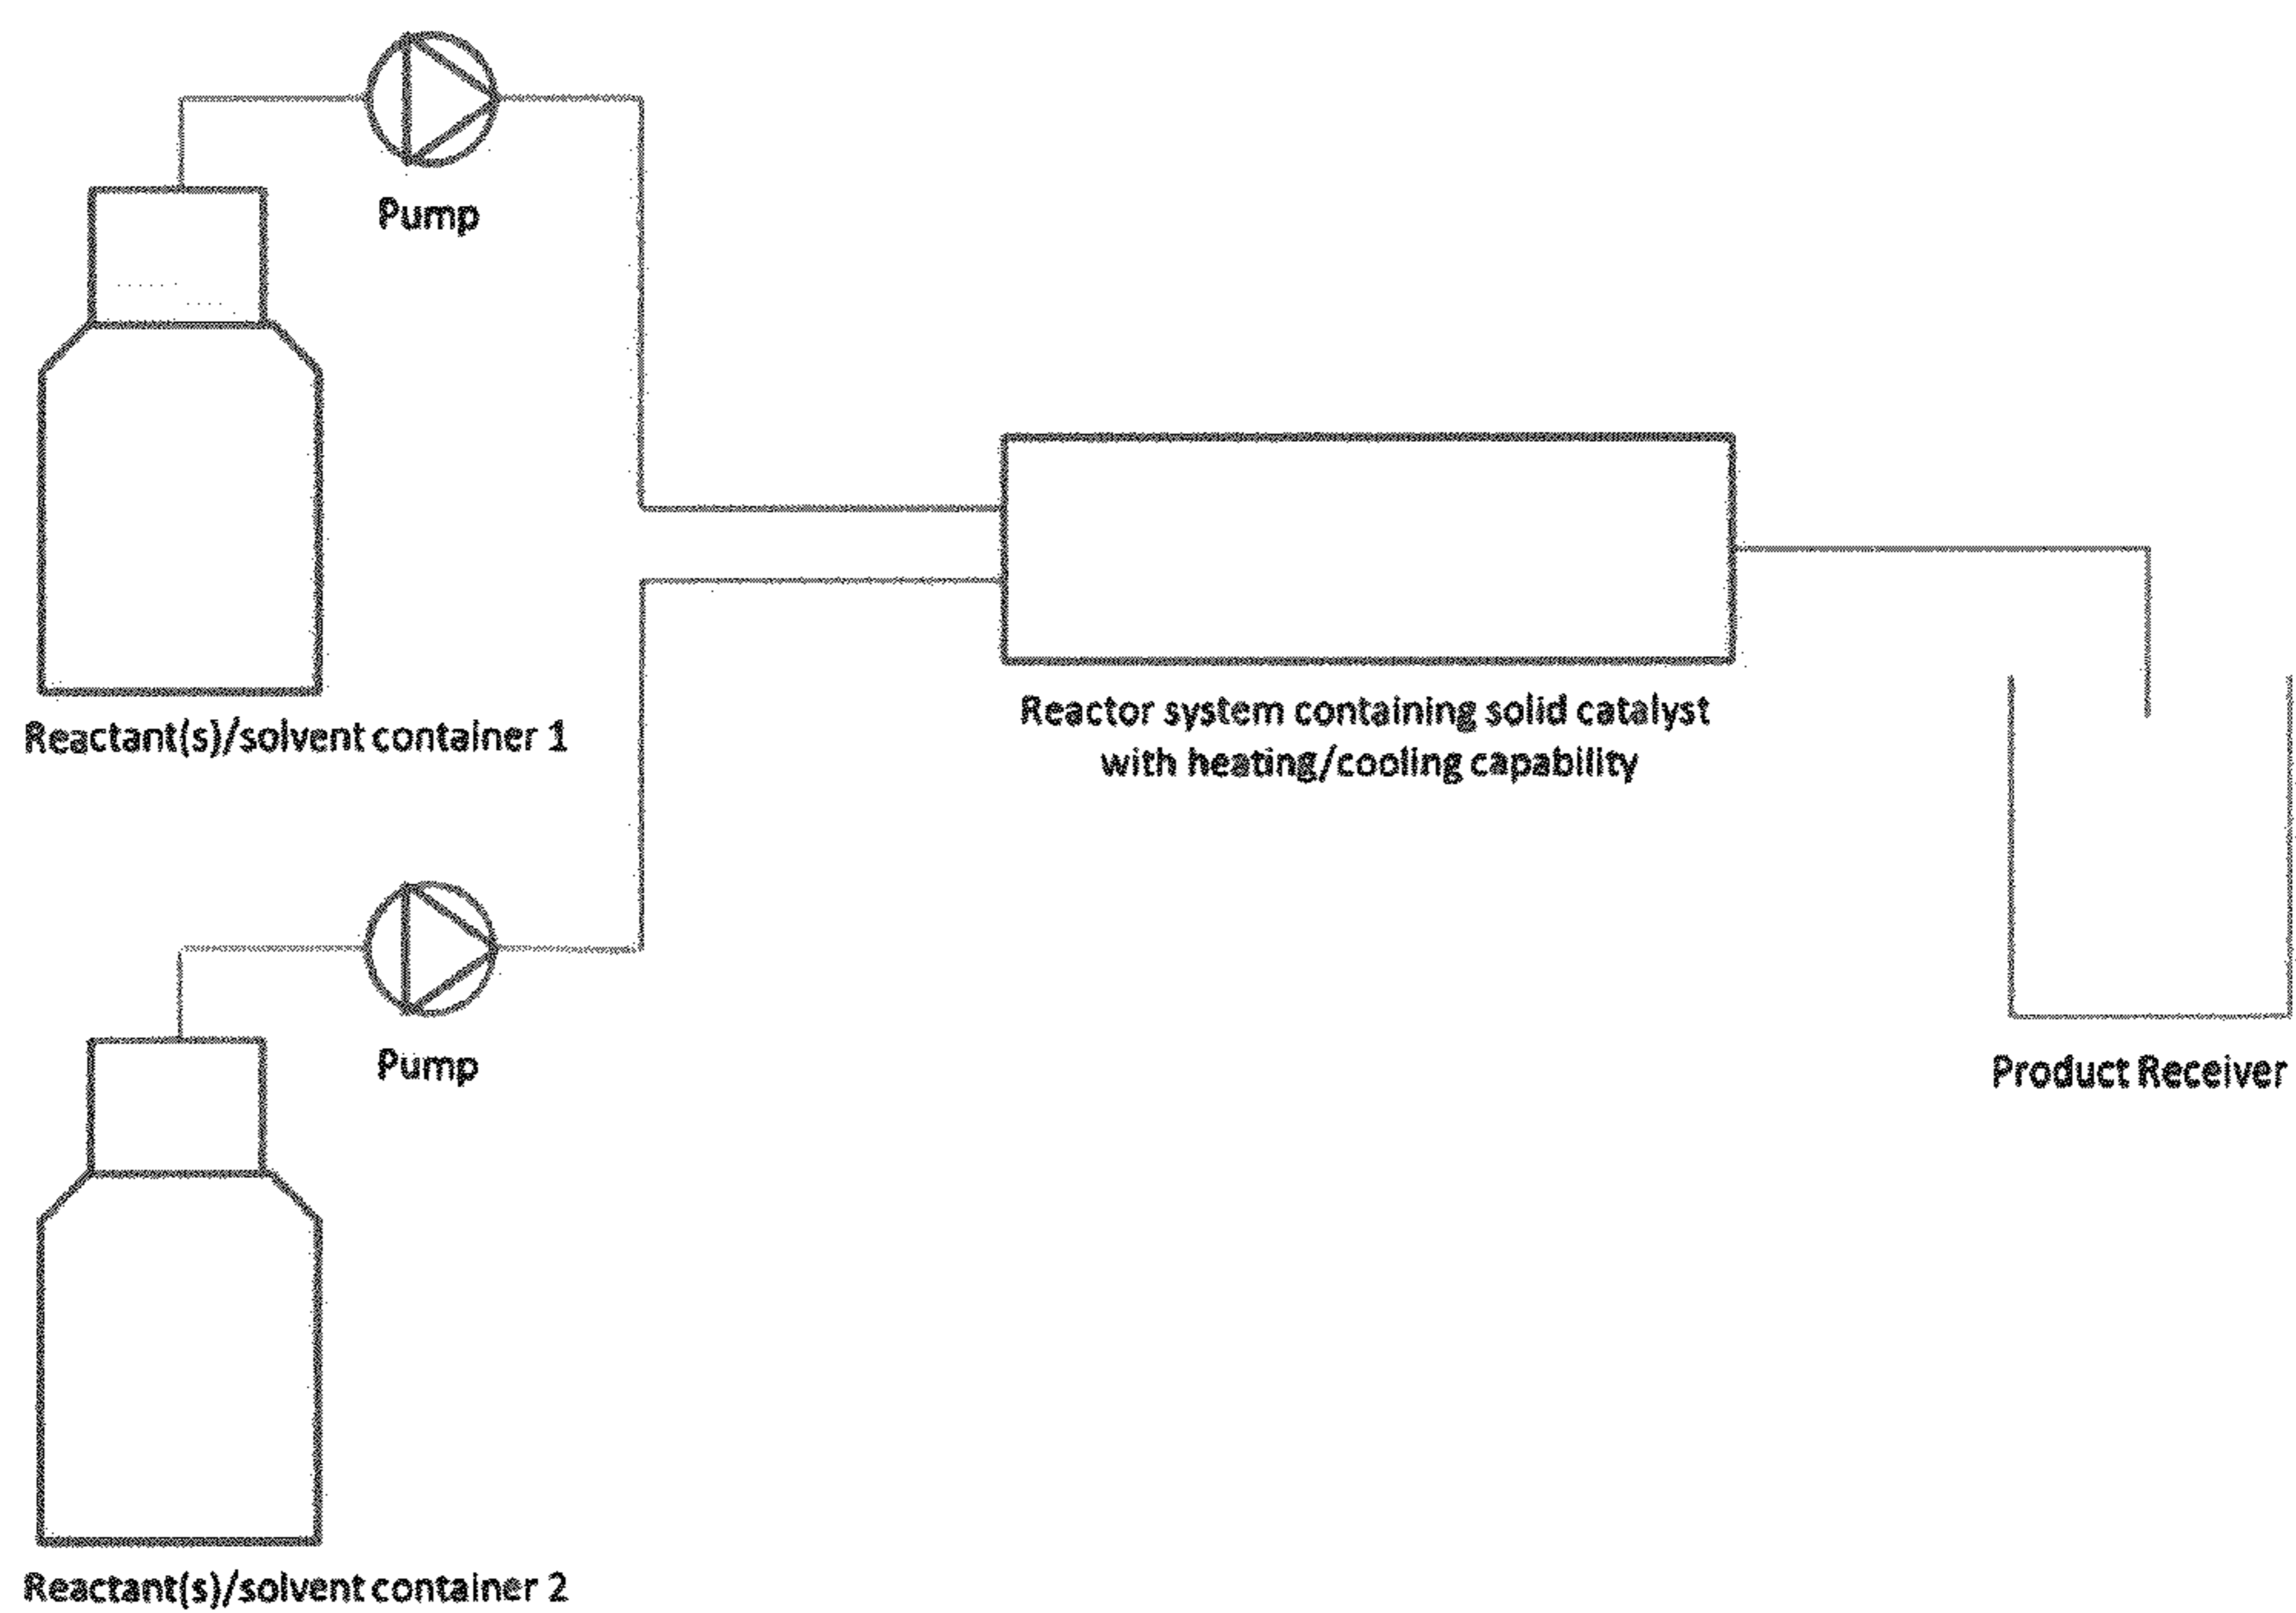 Pump
Reactant(s)/solvent container 1
Reactor system containing solid catalyst
with heating/cooling capability
Pump
Product Receiver
Reactant(s)/solvent container 2